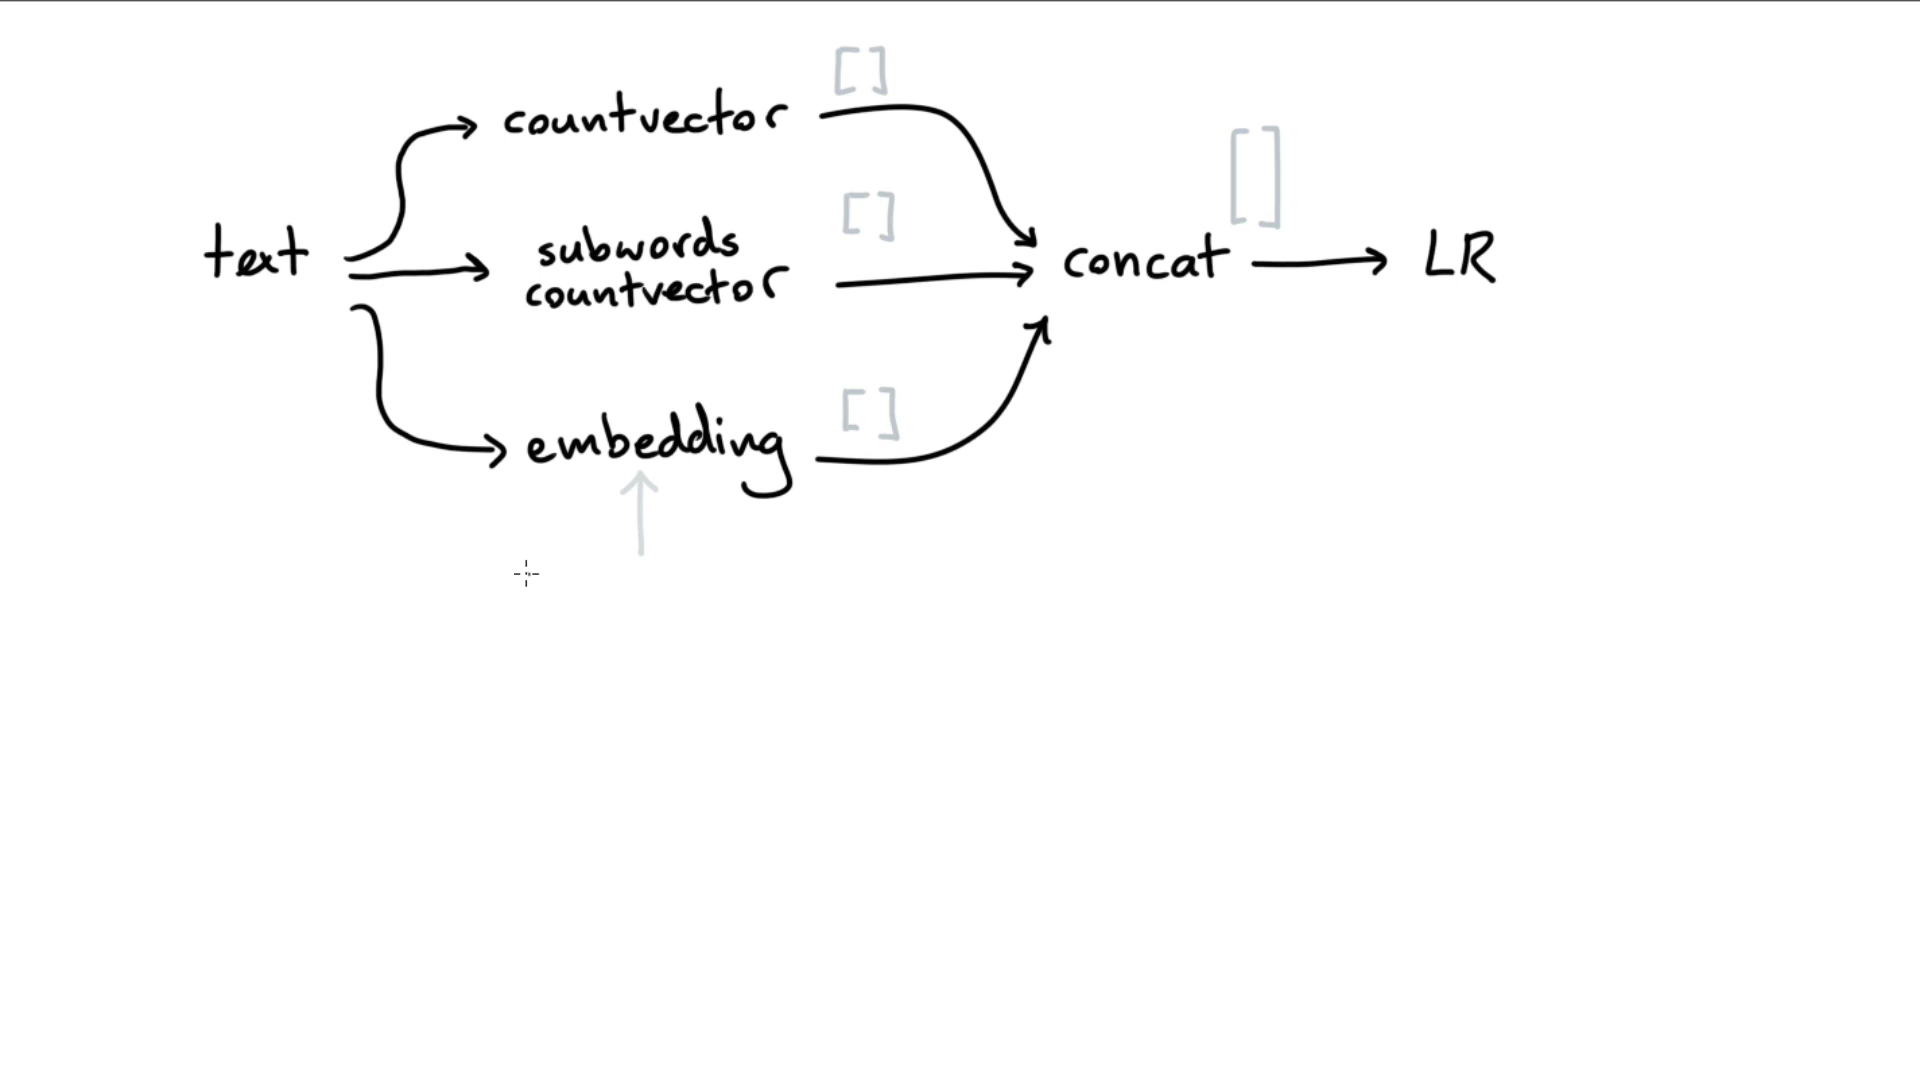 countvector
text
subwords
countvector
concat
LR
embedding